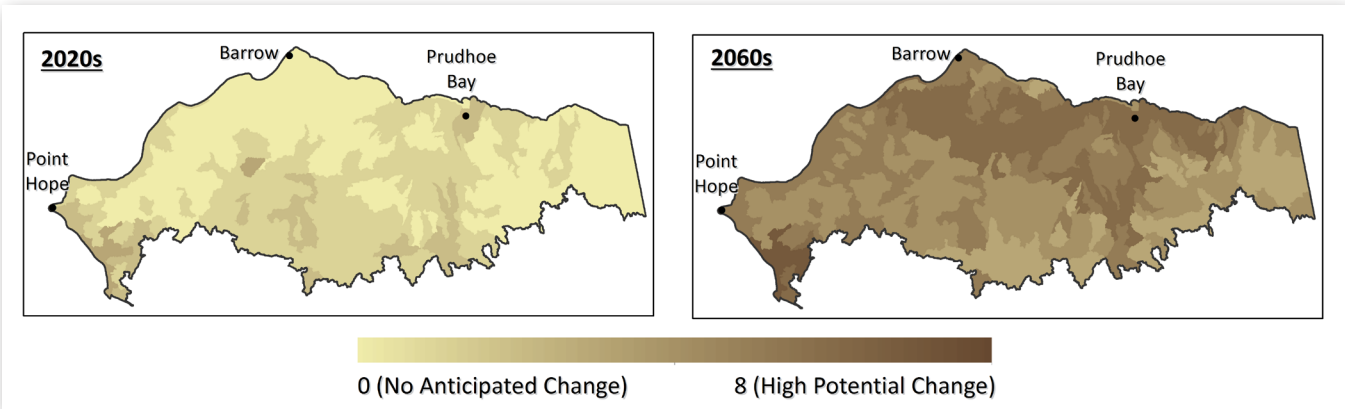 2020s
Barrow
Prudhoe
Bay
Point
Hope
2060s
Barrow
Prudhoe
Bay
Point
Hope
0 (No Anticipated Change)
8 (High Potential Change)